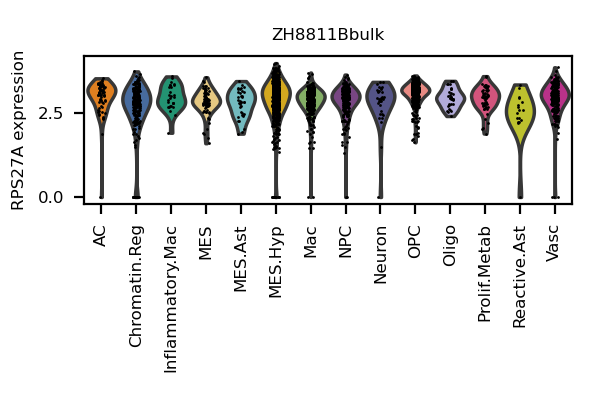 ZH8811Bbulk
RPS27A expression
2.5
0.0
AC
Chromatin.Reg
Inflammatory.Mac
MES
MES.Ast
MES.Hyp
Mac
NPC
Neuron
OPC
Oligo
Prolif.Metab
Reactive.Ast
Vasc